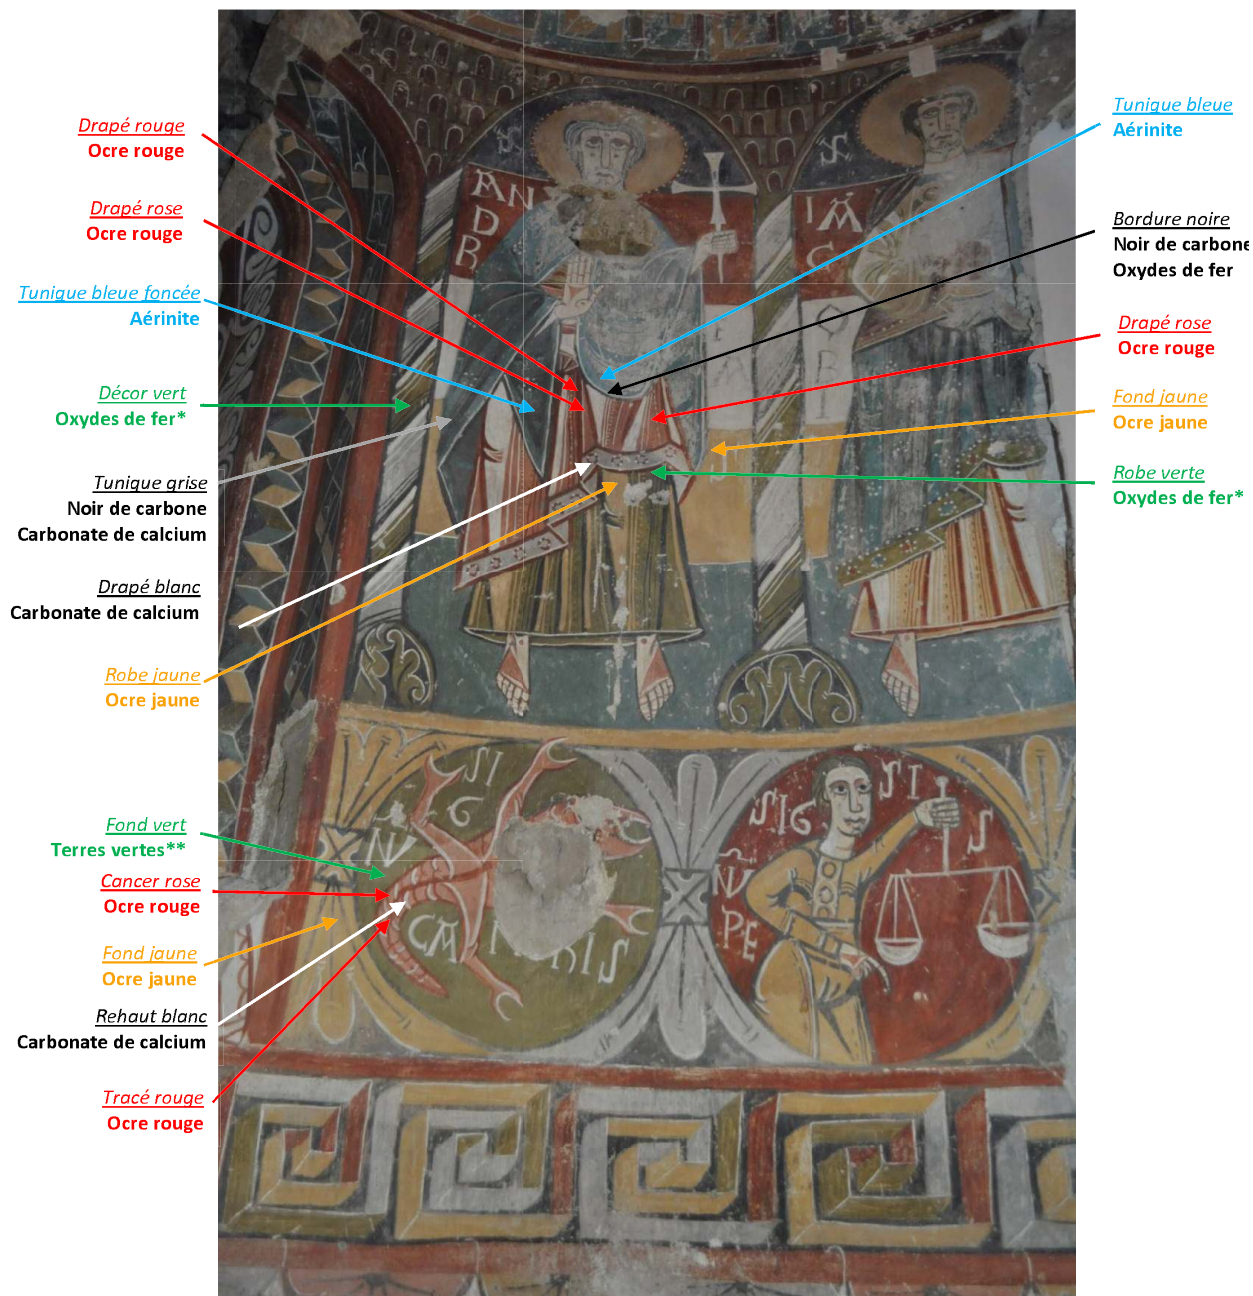 Drapé rouge
Ocre rouge
Drapé rose
Ocre rouge
Tunique bleue foncée
Aérinite
Décor vert
Oxydes de fer*
Tunique grise
Noir de carbone
Carbonate de calcium
Drapé blanc
Carbonate de calcium
Robe jaune
Ocre jaune
Fond vert
Terres vertes**
Cancer rose
Ocre rouge
Fond jaune
Ocre jaune
Rehaut blanc
Carbonate de calcium
Tracé rouge
Ocre rouge
Tunique bleue
Aérinite
Bordure noire
Noir de carbone
Oxydes de fer
Drapé rose
Ocre rouge
Fond jaune
Ocre jaune
Robe verte
Oxydes de fer*
S
AN
D
R
S
IA
C
SI
G
NV
SIG
SI
S
NV
PE